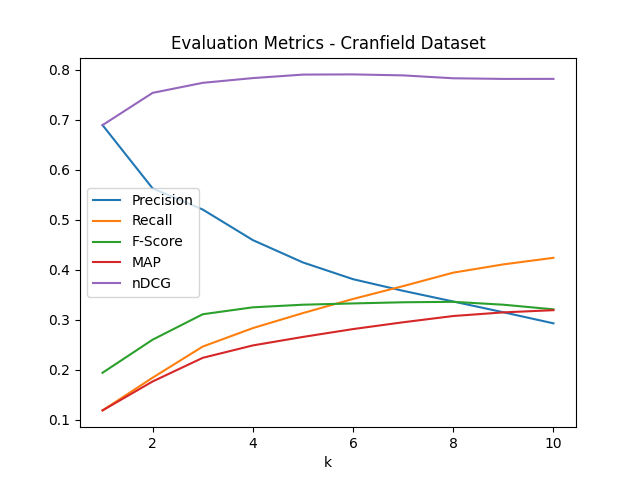 Evaluation Metrics - Cranfield Dataset
0.8
0.7
0.6
0.5
0.4
0.3
0.2
0.1
Precision
Recall
F-Score
MAP
nDCG
2 4 6 8 10
k